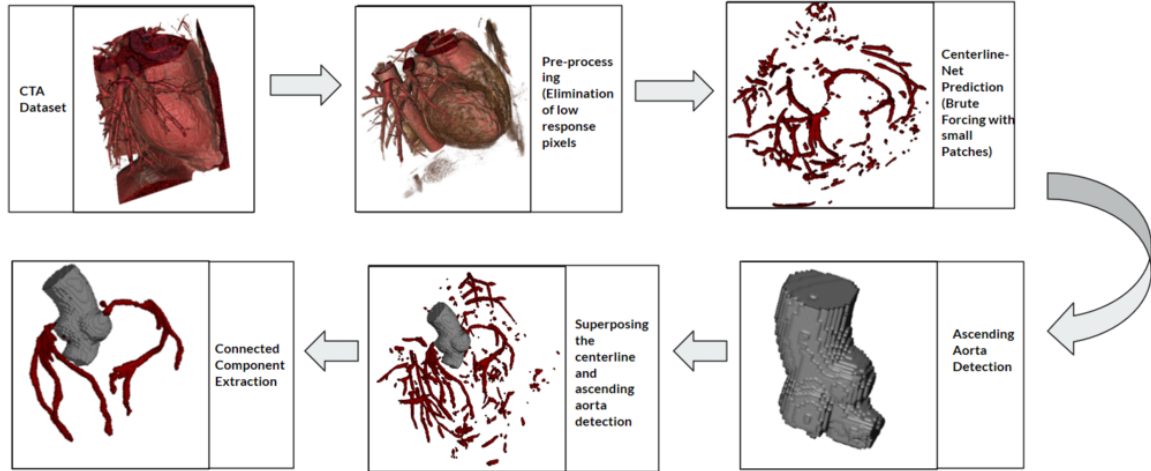 CTA
Dataset
Pre-process
ing
(Elimination of
low response
pixels
Centerline-
Net
Prediction
(Brute
Forcing with
small
Patches)
Ascending
Aorta
Detection
Superposing
the
centerline
and
ascending
aorta
detection
Connected
Component
Extraction